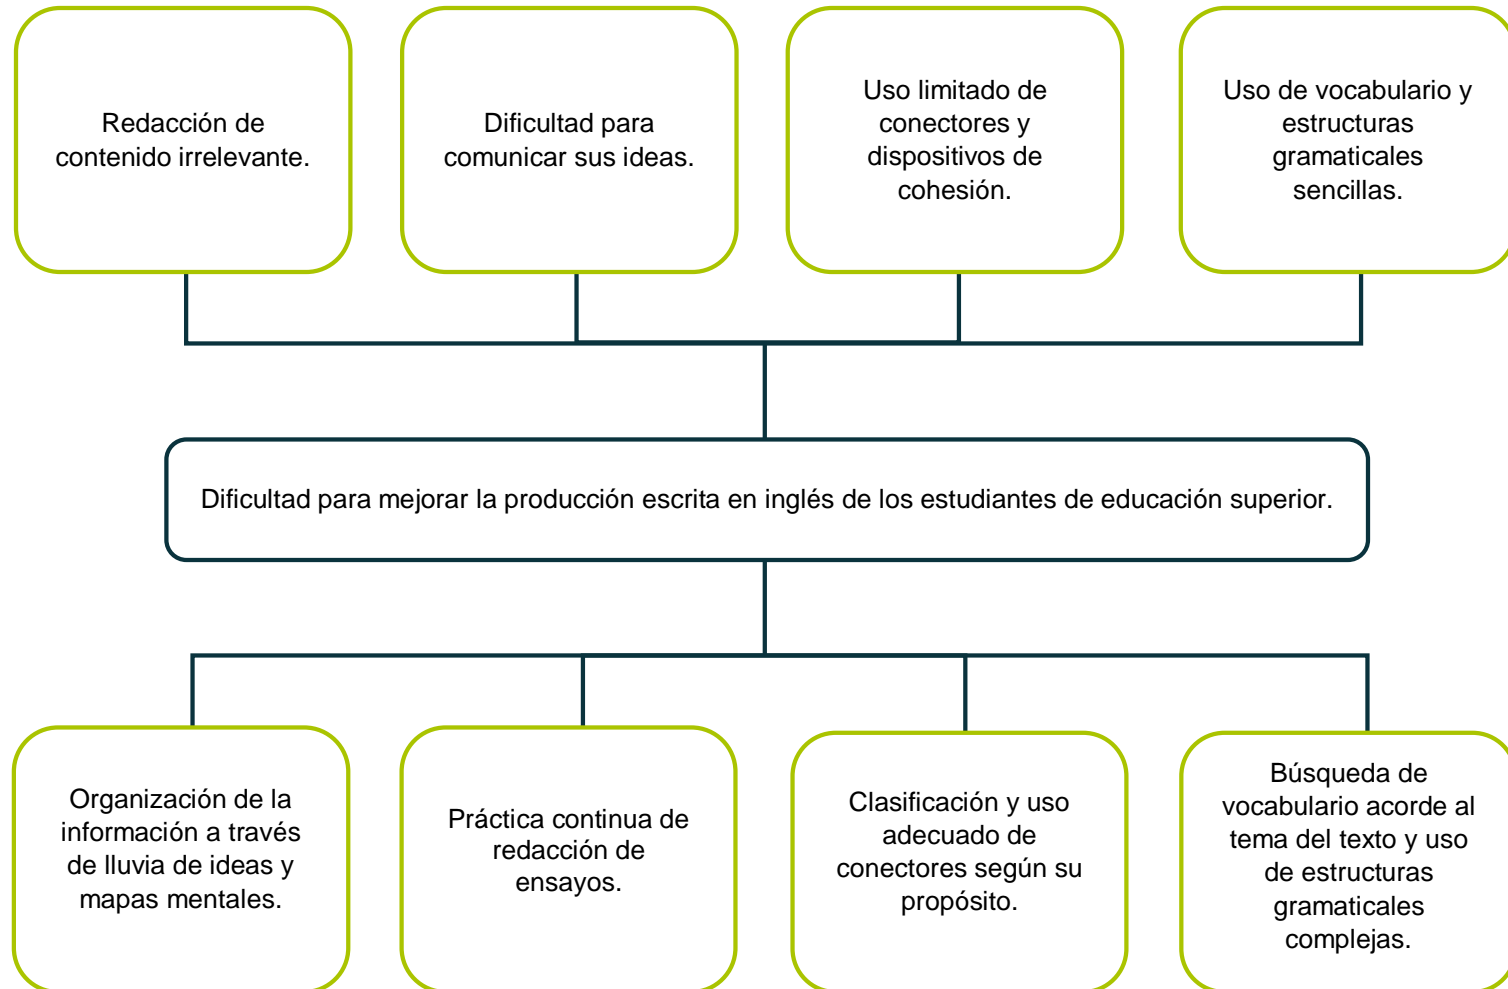 Redacción de
contenido irrelevante.
Dificultad para
comunicar sus ideas.
Uso limitado de
conectores y
dispositivos de
cohesión.
Uso de vocabulario y
estructuras
gramaticales
sencillas.
Dificultad para mejorar la producción escrita en inglés de los estudiantes de educación superior.
Organización de la
información a través
de lluvia de ideas y
mapas mentales.
Práctica continua de
redacción de
ensayos.
Clasificación y uso
adecuado de
conectores según su
propósito.
Búsqueda de
vocabulario acorde al
tema del texto y uso
de estructuras
gramaticales
complejas.